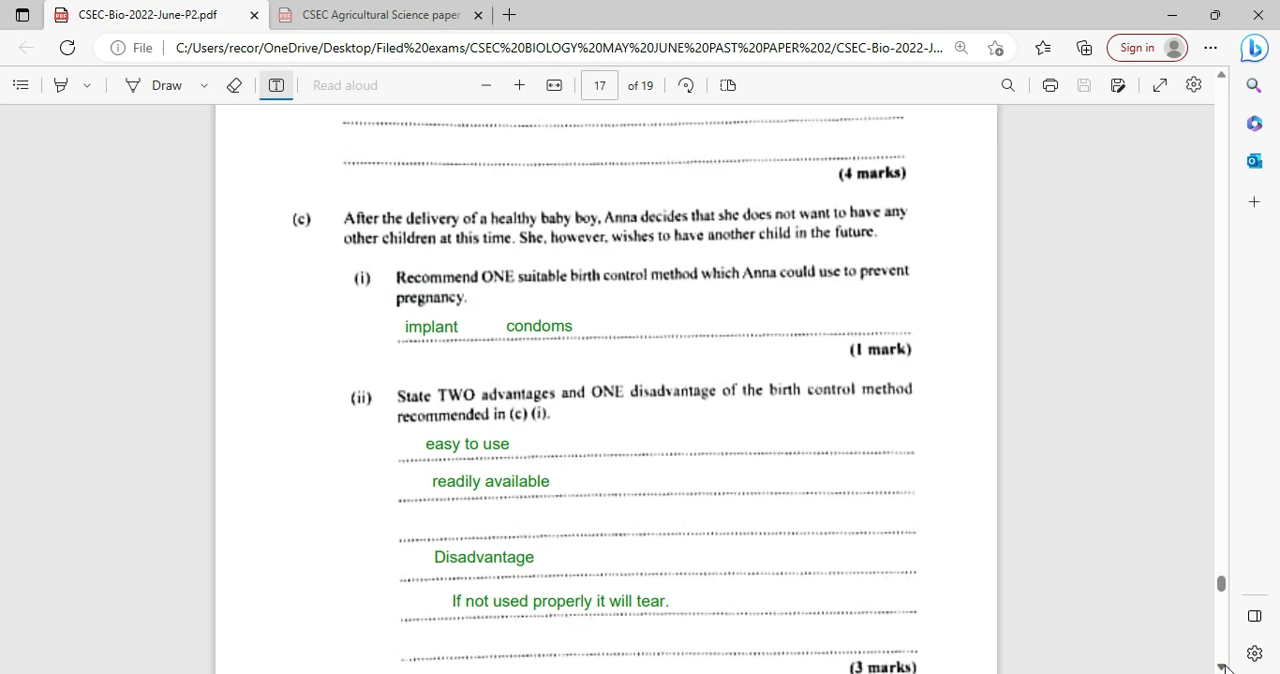 CSEC-Bio-2022-June-P2.pdf
CSEC Agricultural Science paper
File
C:/Users/recor/OneDrive/Desktop/Filed%20exams/CSEC%20BIOLOGY%20MAY%20JUNE%20PAST%20PAPER%202/CSEC-Bio-2022-J...
Sign in
Draw
Read aloud
17 of 19
(4 marks)
(c) After the delivery of a healthy baby boy, Anna decides that she does not want to have any
other children at this time. She, however, wishes to have another child in the future.
(i) Recommend ONE suitable birth control method which Anna could use to prevent
pregnancy.
implant condoms
(1 mark)
(ii) State TWO advantages and ONE disadvantage of the birth control method
recommended in (c) (i).
easy to use
readily available
Disadvantage
If not used properly it will tear.
(3 marks)